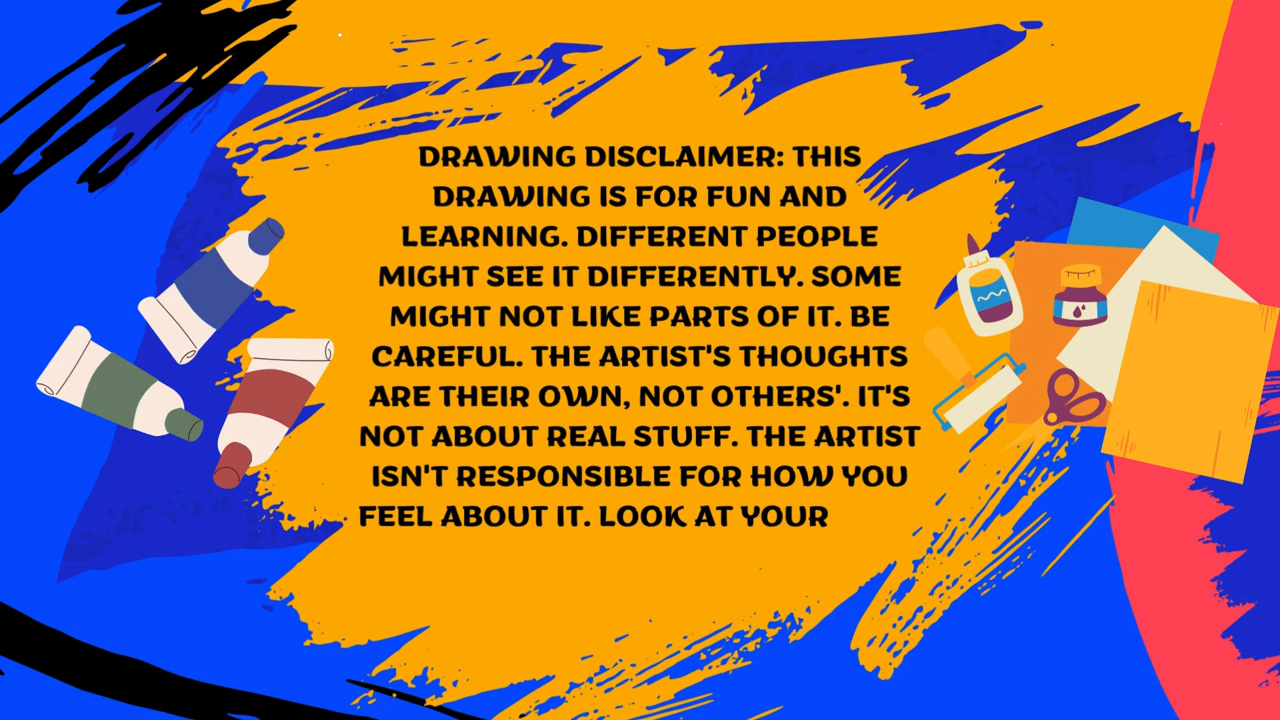 DRAWING DISCLAIMER: THIS
DRAWING IS FOR FUN AND
LEARNING. DIFFERENT PEOPLE
MIGHT SEE IT DIFFERENTLY. SOME
MIGHT NOT LIKE PARTS OF IT. BE
CAREFUL. THE ARTIST'S THOUGHTS
ARE THEIR OWN, NOT OTHERS'. IT'S
NOT ABOUT REAL STUFF. THE ARTIST
ISN'T RESPONSIBLE FOR HOW YOU
FEEL ABOUT IT. LOOK AT YOUR